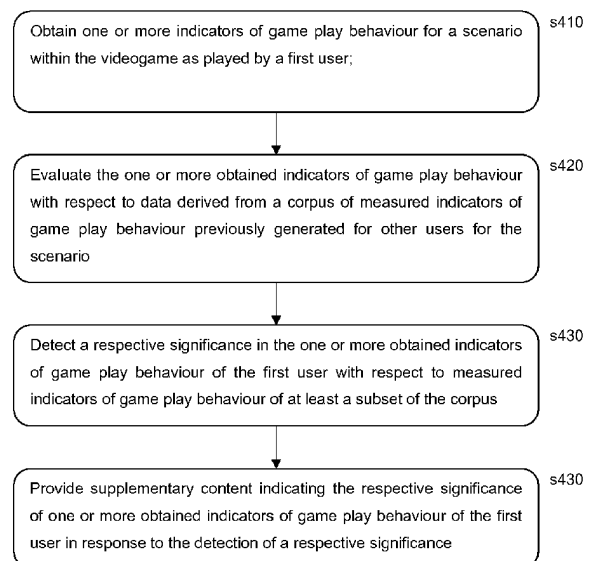 s410
Obtain one or more indicators of game play behaviour for a scenario
within the videogame as played by a first user;
s420
Evaluate the one or more obtained indicators of game play behaviour
with respect to data derived from a corpus of measured indicators of
game play behaviour previously generated for other users for the
scenario
s430
Detect a respective significance in the one or more obtained indicators
of game play behaviour of the first user with respect to measured
indicators of game play behaviour of at least a subset of the corpus
s430
Provide supplementary content indicating the respective significance
of one or more obtained indicators of game play behaviour of the first
user in response to the detection of a respective significance